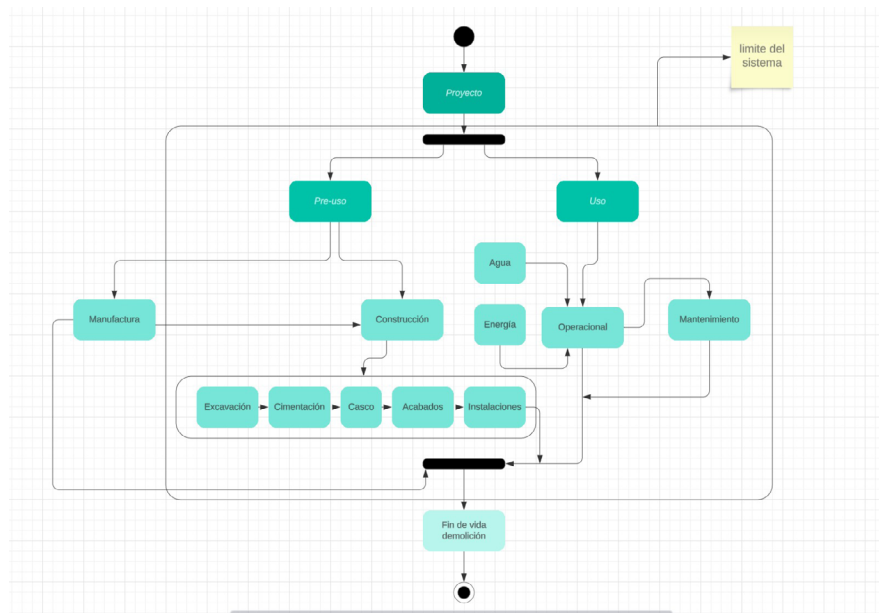 limite del
sistema
Proyecto
Pre-uso
Uso
Agua
Manufactura
Construcción
Energía
Operacional
Mantenimiento
Excavación
Cimentación
Casco
Acabados
Instalaciones
Fin de vida
demolición